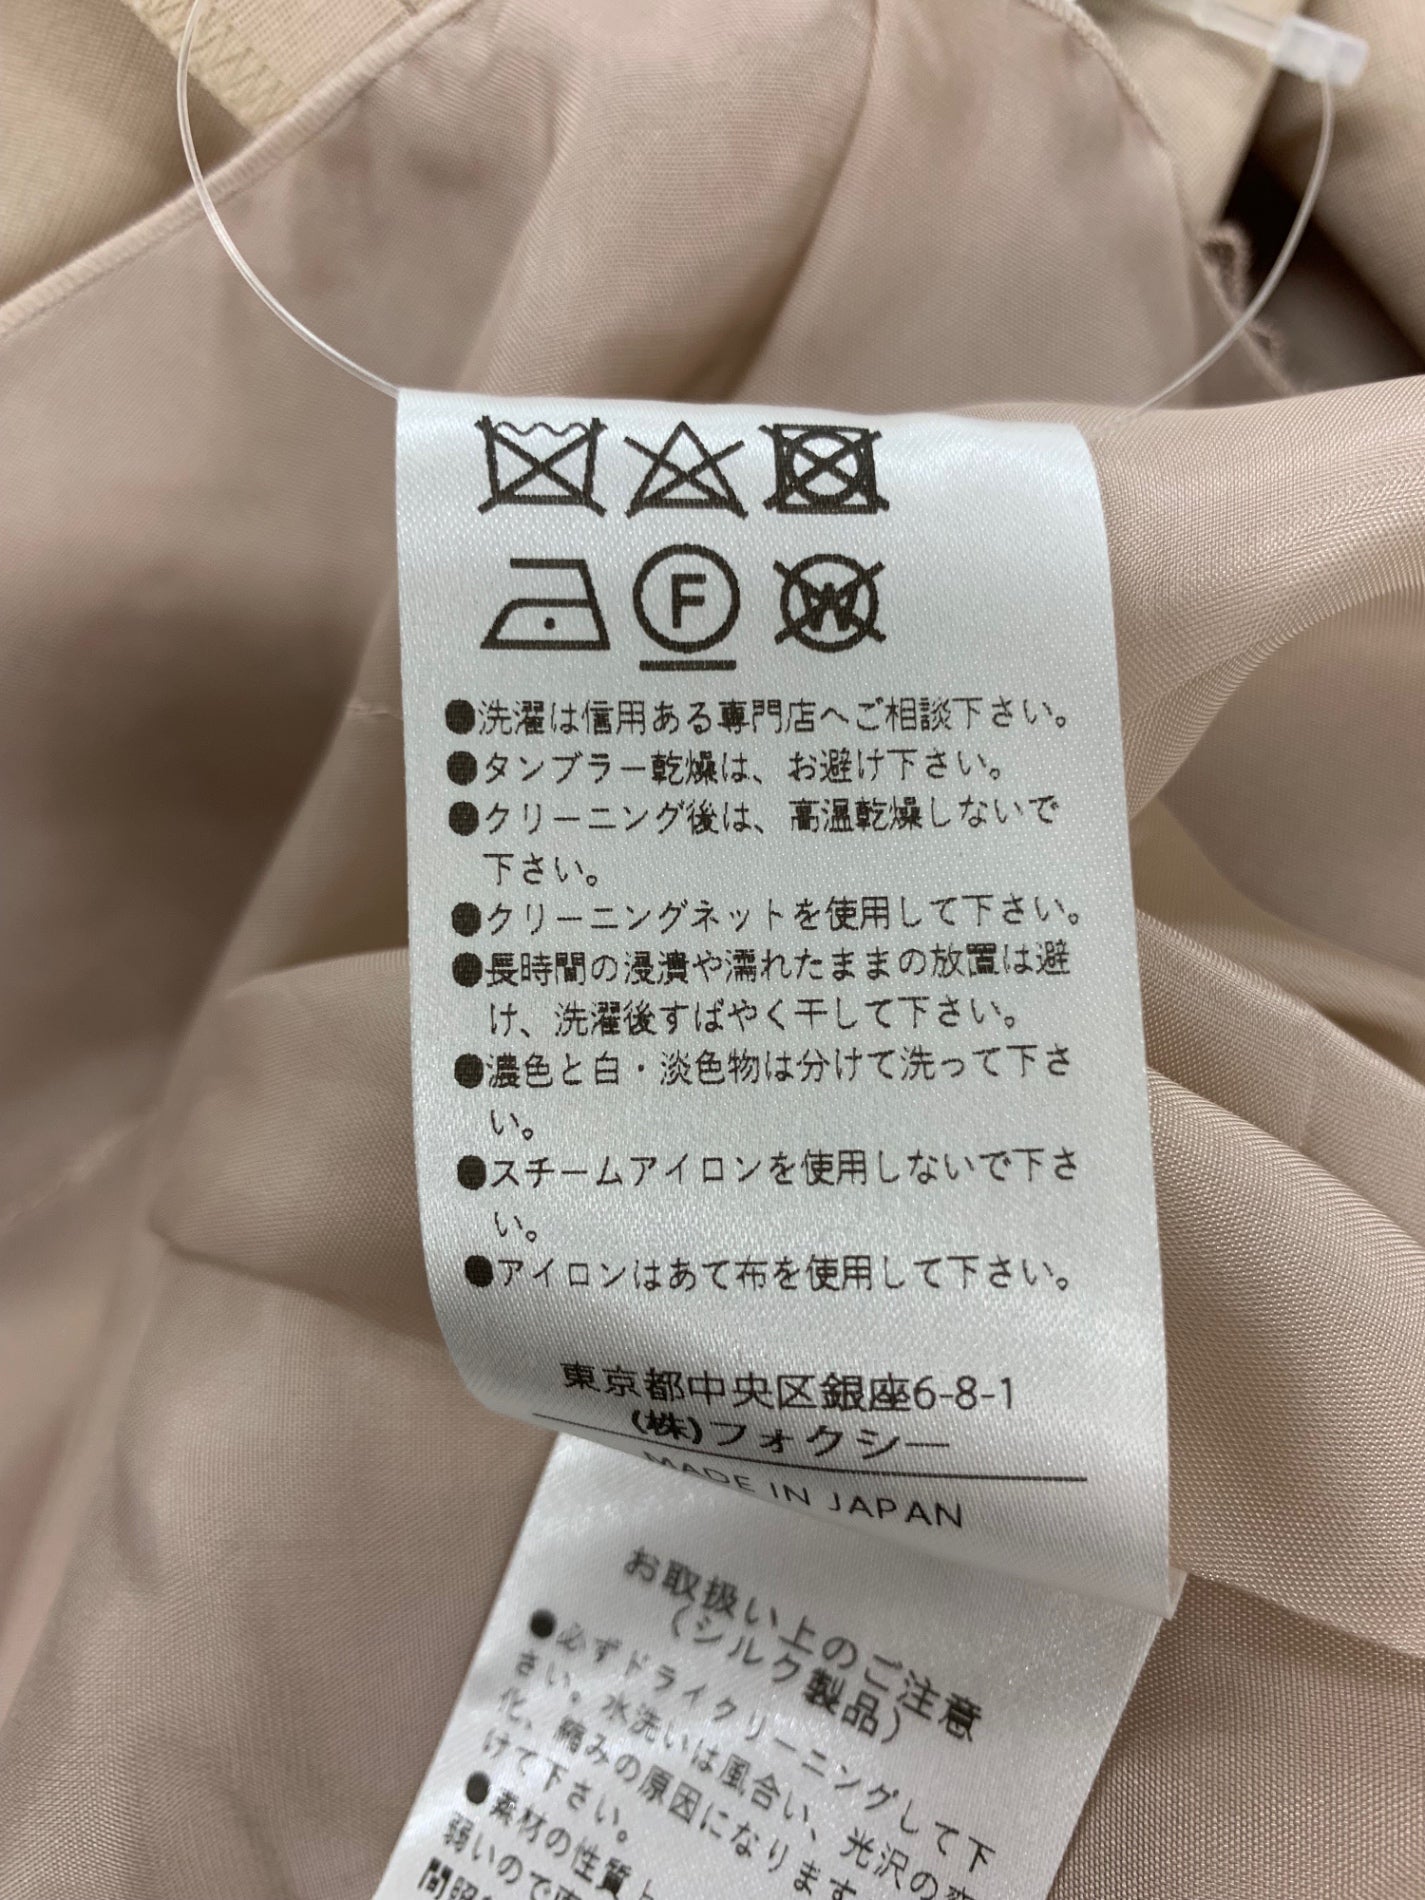 F W
●洗濯は信用ある専門店へご相談下さい。
●タンブラー乾燥は、お避け下さい。
●クリーニング後は、高温乾燥しないで
下さい。
●クリーニングネットを使用して下さい。
●長時間の浸漬や濡れたままの放置は避
け、洗濯後すばやく干して下さい。
●濃色と白・淡色物は分けて洗って下さ
い。
●スチームアイロンを使用しないで下さ
い。
●アイロンはあて布を使用して下さい。
東京都中央区銀座6-8-1
(株)フォクシー
MADE IN JAPAN
お取扱い上のご注意
(シルク製品)
●必ずドライクリーニングして下
さい。水洗いは風合い、光沢の変
化、縮みの原因になります
けて下さい。
●素材の性質上
弱いので
間